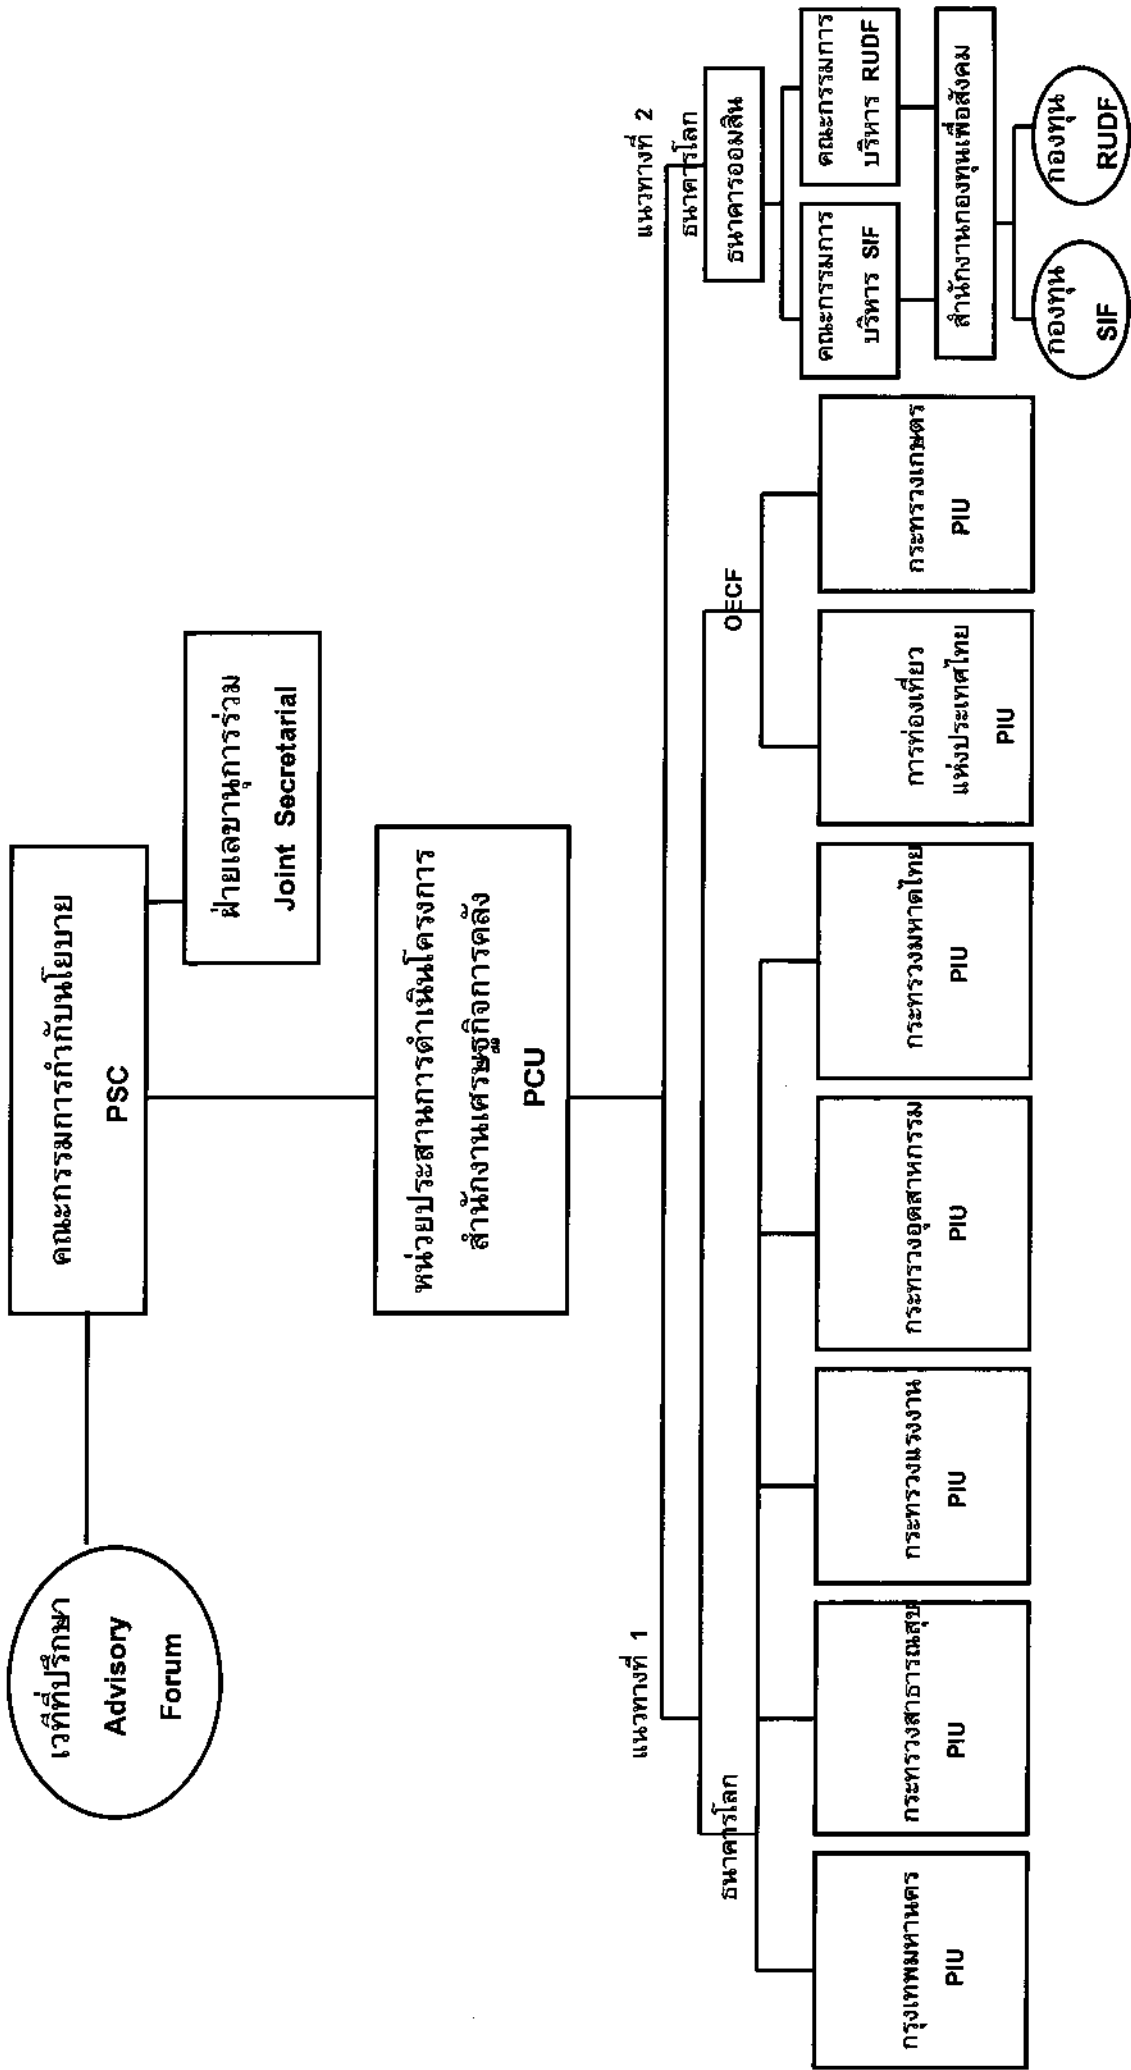 คณะกรรมการกำกับนโยบาย
PSC
เวทีที่ปรึกษา
Advisory
Forum
ฝ่ายเลขานุการร่วม
Joint Secretarial
หน่วยประสานการดำเนินโครงการ
สำนักงานเศรษฐกิจการคลัง
PCU
แนวทางที่ 1
แนวทางที่ 2
ธนาคารโลก
ธนาคารโลก
OECF
กรุงเทพมหานคร
PIU
กระทรวงสาธารณสุข
PIU
กระทรวงแรงงาน
PIU
กระทรวงอุตสาหกรรม
PIU
กระทรวงมหาดไทย
PIU
การท่องเที่ยว
แห่งประเทศไทย
PIU
กระทรวงเกษตร
PIU
ธนาคารออมสิน
คณะกรรมการ
บริหาร SIF
คณะกรรมการ
บริหาร RUDF
สำนักงานกองทุนเพื่อสังคม
กองทุน
SIF
กองทุน
RUDF